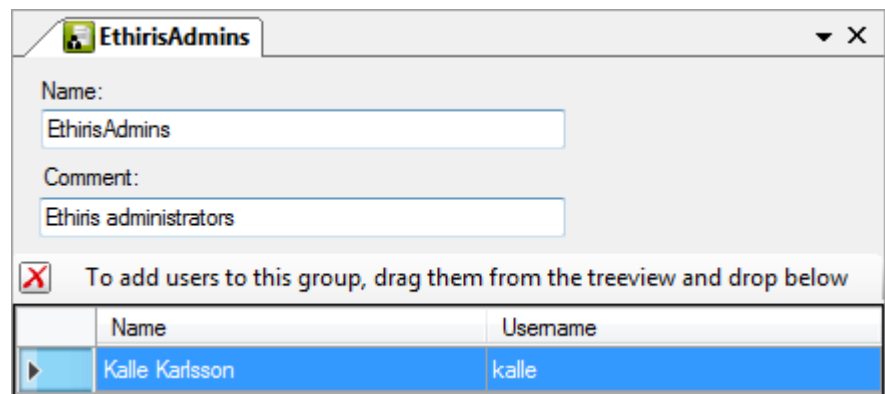 EthirisAdmins
Name:
EthirisAdmins
Comment:
Ethiris administrators
To add users to this group, drag them from the treeview and drop below
Name Username
Kalle Karlsson kalle